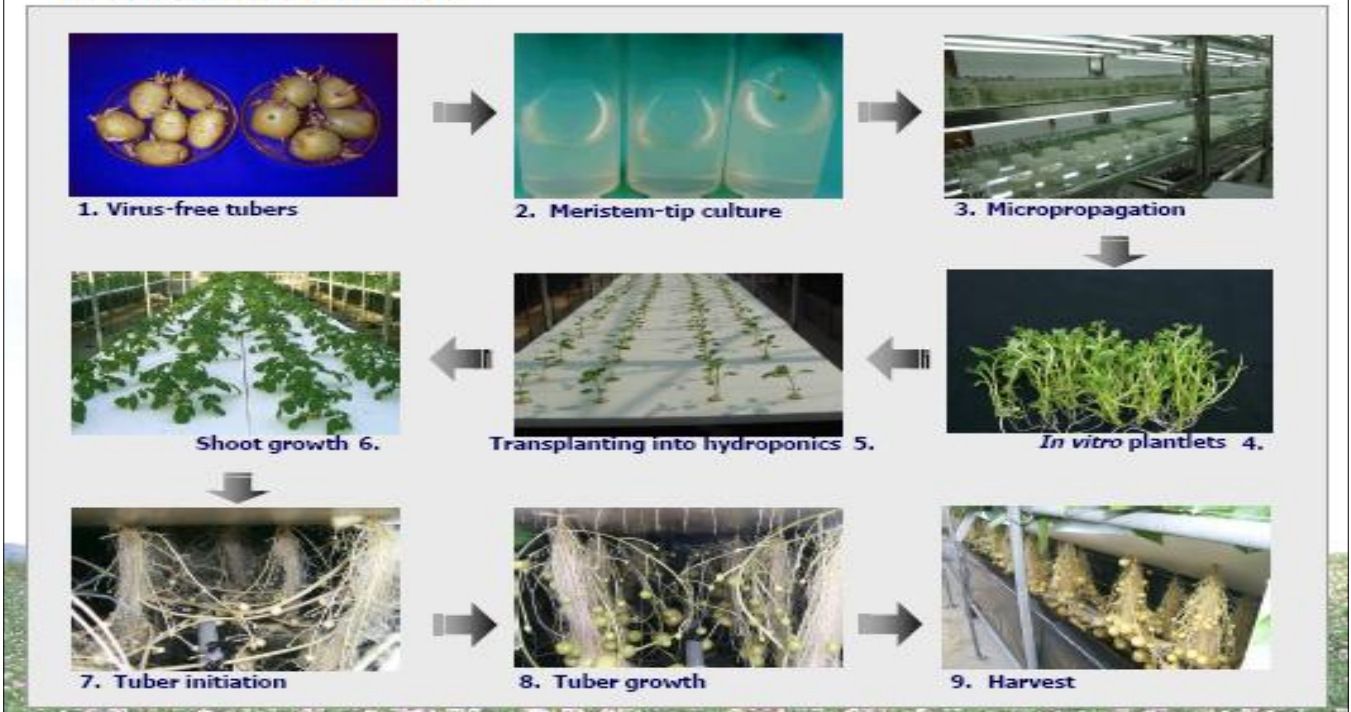 1. Virus-free tubers
2. Meristem-tip culture
3. Micropropagation
In vitro plantlets 4.
Transplanting into hydroponics 5.
Shoot growth 6.
7. Tuber initiation
8. Tuber growth
9. Harvest